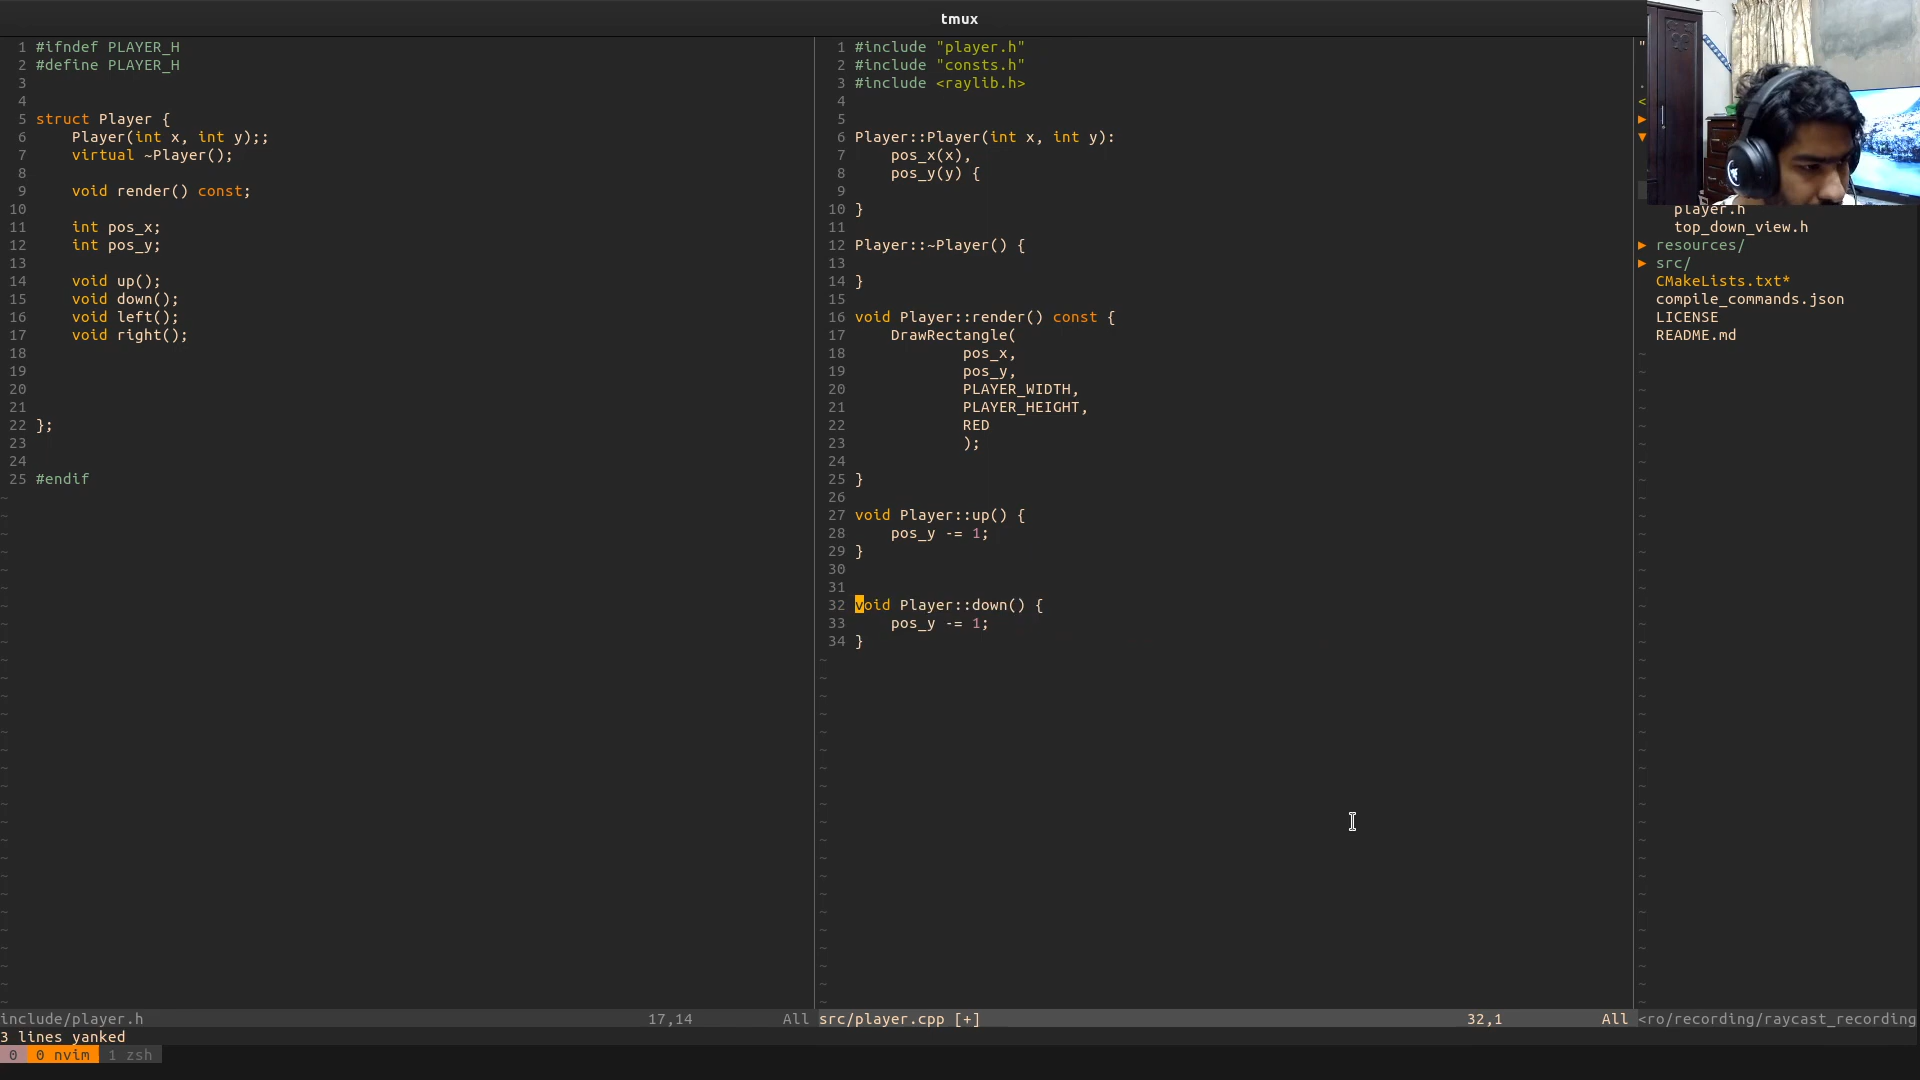 tmux
1 #ifndef PLAYER_H
2 #define PLAYER_H
3
4
5 struct Player {
6 Player(int x, int y);;
7 virtual ~Player();
8
9 void render() const;
10
11 int pos_x;
12 int pos_y;
13
14 void up();
15 void down();
16 void left();
17 void right();
18
19
20
21
22 };
23
24
25 #endif
include/player.h 17,14 All
1 #include "player.h"
2 #include "consts.h"
3 #include <raylib.h>
4
5
6 Player::Player(int x, int y):
7 pos_x(x),
8 pos_y(y) {
9
10 }
11
12 Player::~Player() {
13
14 }
15
16 void Player::render() const {
17 DrawRectangle(
18 pos_x,
19 pos_y,
20 PLAYER_WIDTH,
21 PLAYER_HEIGHT,
22 RED
23 );
24
25 }
26
27 void Player::up() {
28 pos_y -= 1;
29 }
30
31
32 void Player::down() {
33 pos_y -= 1;
34 }
src/player.cpp [+] 32,1 All
player.h
top_down_view.h
▶ resources/
▶ src/
CMakeLists.txt*
compile_commands.json
LICENSE
README.md
<ro/recording/raycast_recording
3 lines yanked
0 0 nvim 1 zsh